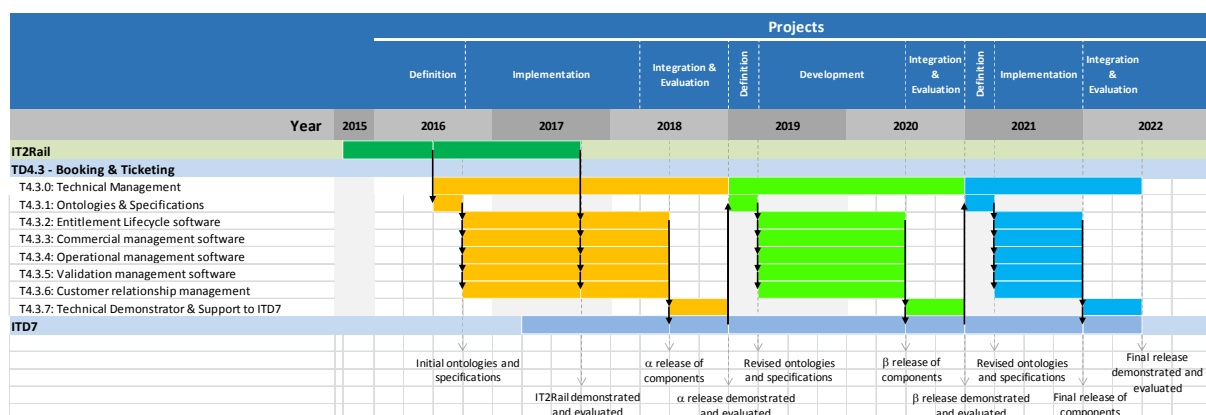 Projects
Definition
Implementation
Integration &
Evaluation
Definition
Development
Integration
&
Evaluation
Definition
Implementation
Integration
&
Evaluation
Year 2015 2016 2017 2018 2019 2020 2021 2022
IT2Rail
TD4.3 - Booking & Ticketing
T4.3.0: Technical Management
T4.3.1: Ontologies & Specifications
T4.3.2: Entitlement Lifecycle software
T4.3.3: Commercial management software
T4.3.4: Operational management software
T4.3.5: Validation management software
T4.3.6: Customer relationship management
T4.3.7: Technical Demonstrator & Support to ITD7
ITD7
Initial ontologies and
specifications
α release of
components
Revised ontologies
and specifications
β release of
components
Revised ontologies
and specifications
Final release
demonstrated and
evaluated
IT2Rail demonstrated
and evaluated
α release demonstrated
and evaluated
β release demonstrated
and evaluated
Final release of
components